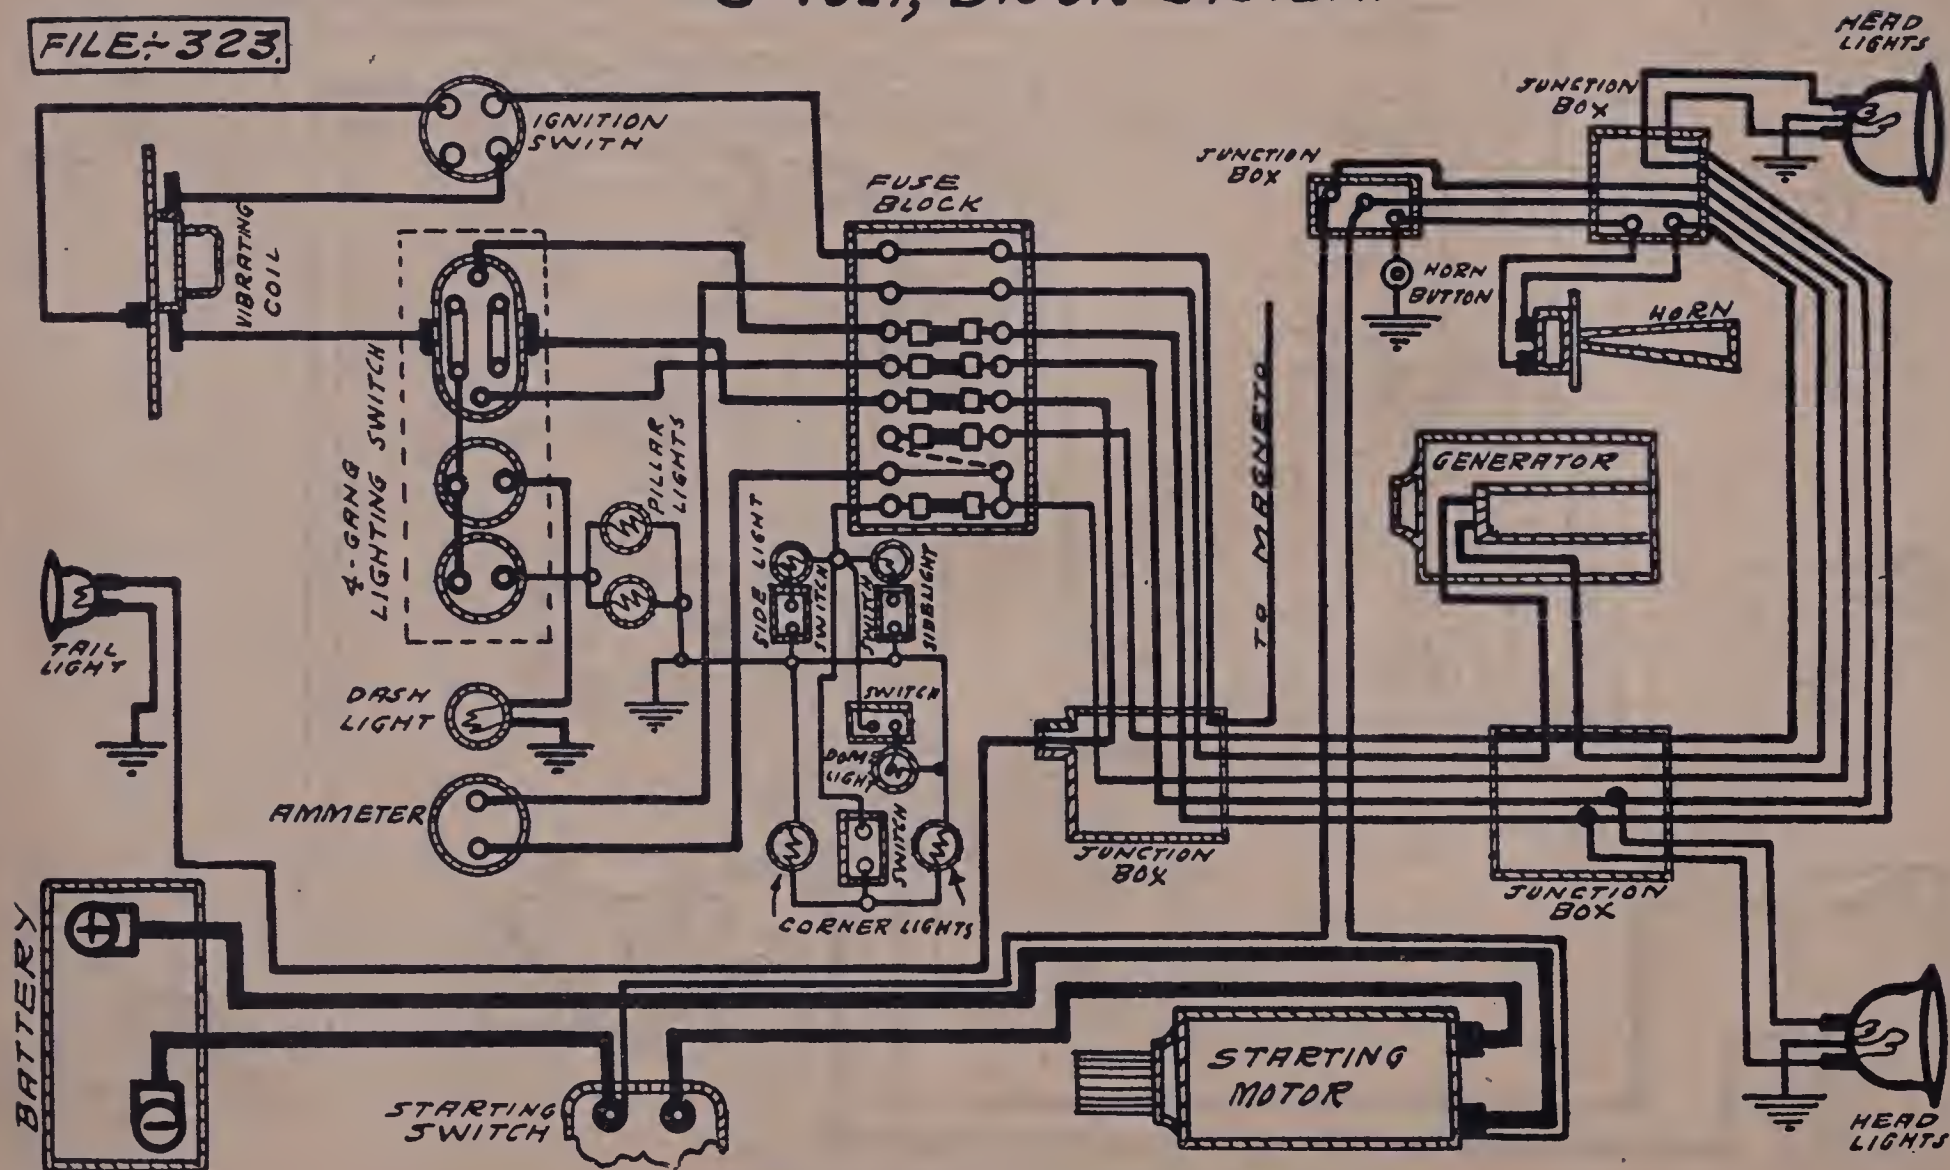 FILE÷323.
HEAD
LIGHTS
JUNCTION
BOX
IGNITION
SWITH
JUNCTION
BOX
FUSE
BLOCK
VIBRATING
COIL
HORN
BUTTON
HORN
4-GANG
LIGHTING SWITCH
PILLAR
LIGHTS
TO MAGNETO
GENERATOR
SIDE LIGHT
SWITCH
SWITCH
SIDELIGHT
TAIL
LIGHT
DASH
LIGHT
SWITCH
DOME
LIGHT
AMMETER
SWITCH
JUNCTION
BOX
JUNCTION
BOX
CORNER LIGHTS
BATTERY
+
−
STARTING
SWITCH
STARTING
MOTOR
HEAD
LIGHTS